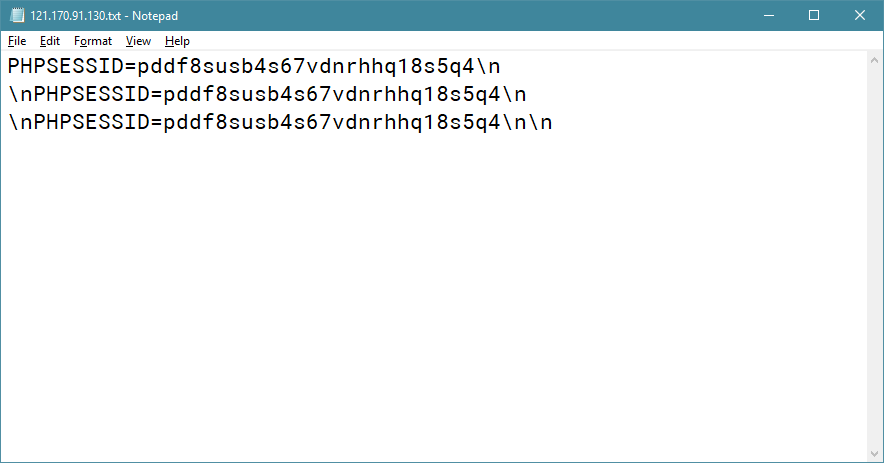 121.170.91.130.txt - Notepad
File Edit Format View Help
PHPSESSID=pddf8susb4s67vdnrhhq18s5q4\n
\nPHPSESSID=pddf8susb4s67vdnrhhq18s5q4\n
\nPHPSESSID=pddf8susb4s67vdnrhhq18s5q4\n\n